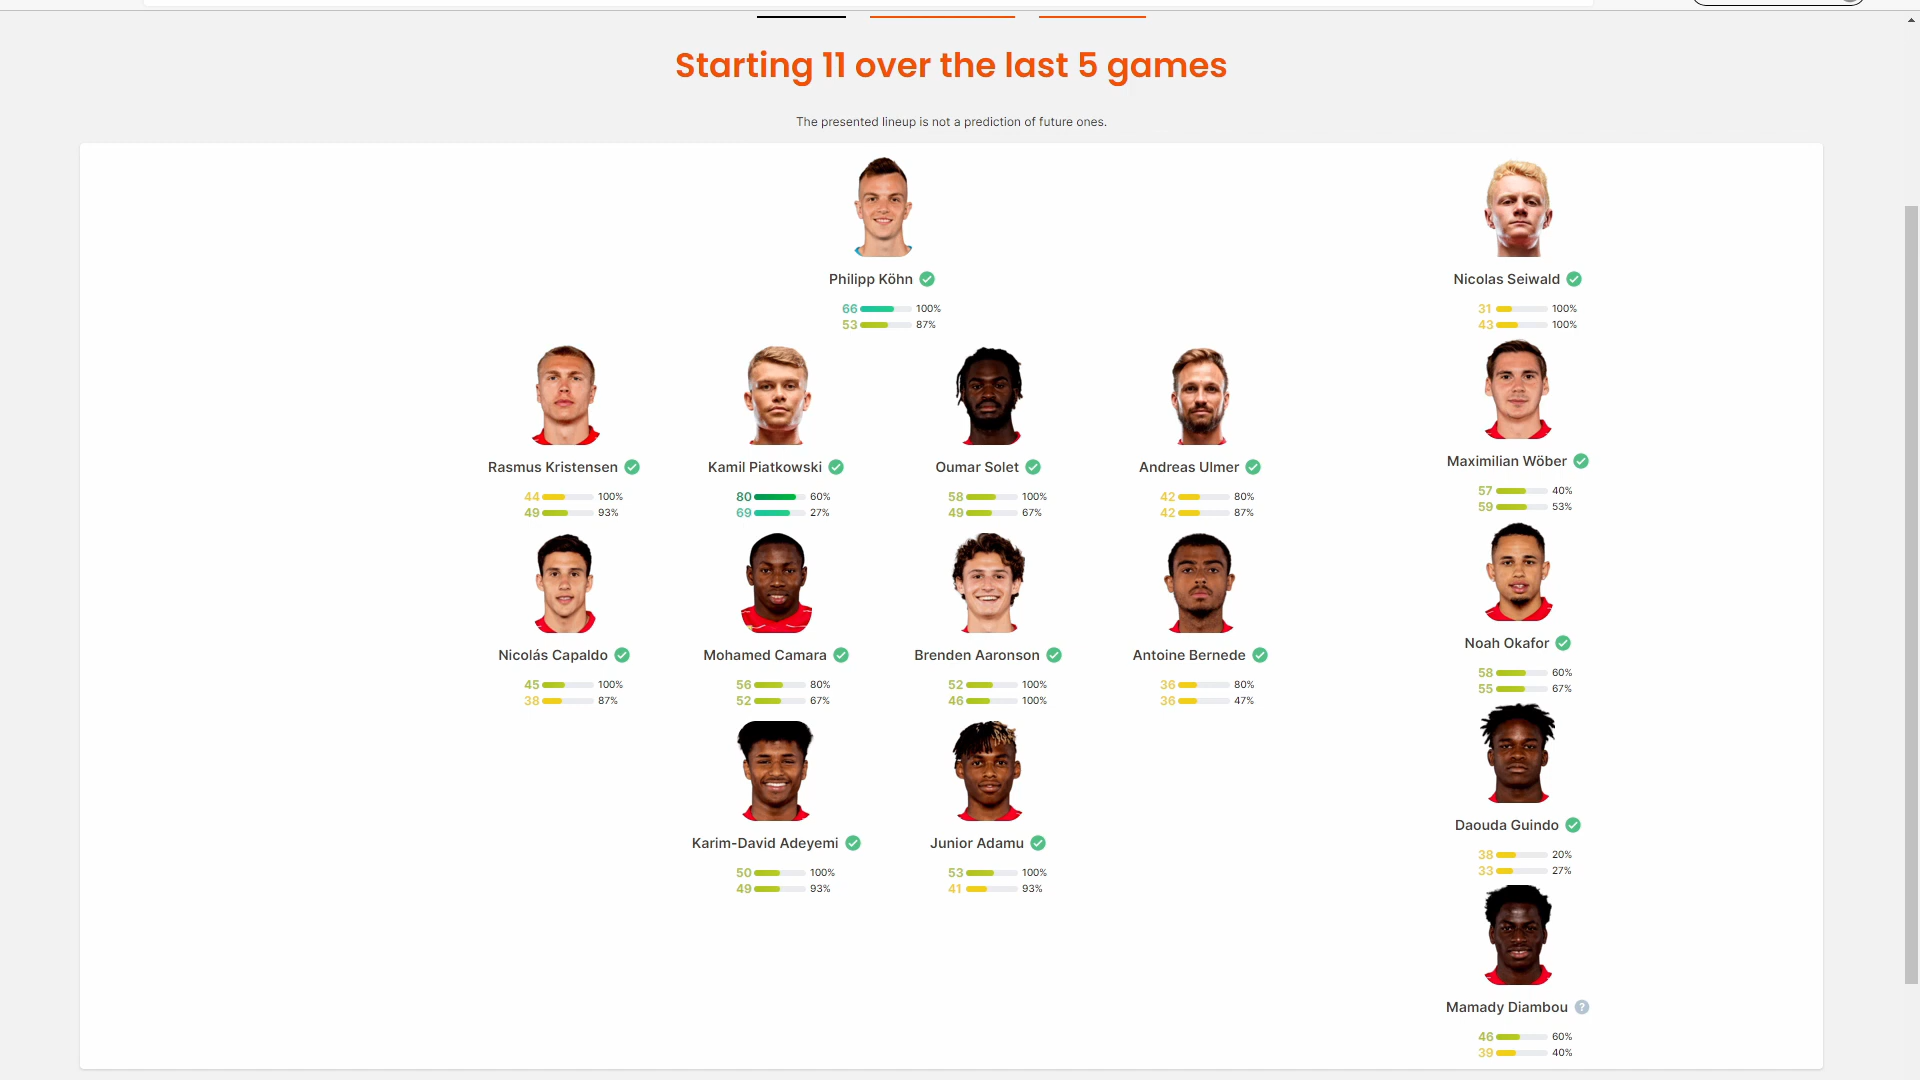 Starting 11 over the last 5 games
The presented lineup is not a prediction of future ones.
Philipp Köhn
66 100%
53 87%
Nicolas Seiwald
31 100%
43 100%
Rasmus Kristensen
44 100%
49 93%
Kamil Piatkowski
80 60%
69 27%
Oumar Solet
58 100%
49 67%
Andreas Ulmer
42 80%
42 87%
Maximilian Wöber
57 40%
59 53%
Nicolás Capaldo
45 100%
38 87%
Mohamed Camara
56 80%
52 67%
Brenden Aaronson
52 100%
46 100%
Antoine Bernede
36 80%
36 47%
Noah Okafor
58 60%
55 67%
Karim-David Adeyemi
50 100%
49 93%
Junior Adamu
53 100%
41 93%
Daouda Guindo
38 20%
33 27%
Mamady Diambou ?
46 60%
39 40%